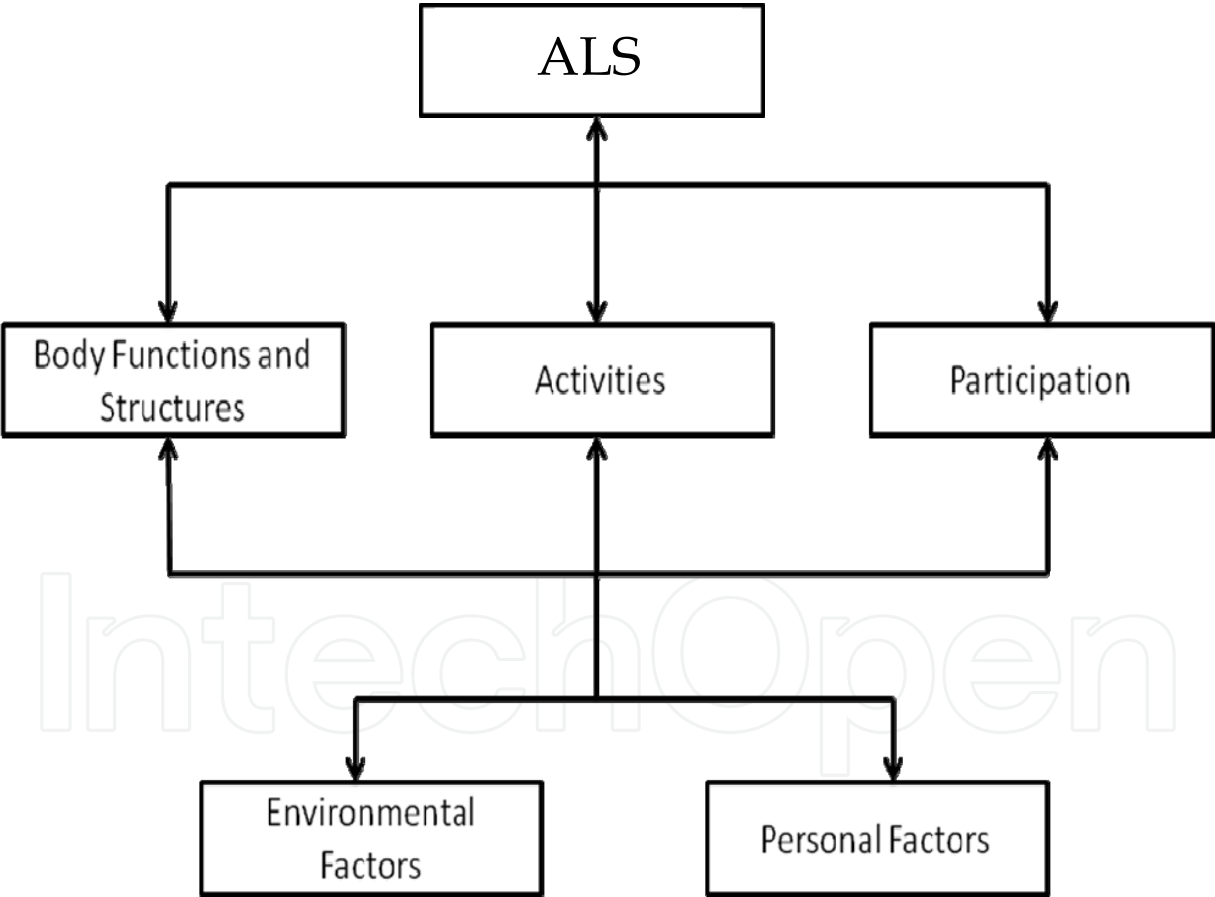 ALS
Body Functions and
Structures
Activities
Participation
IntechOpen
Environmental
Factors
Personal Factors